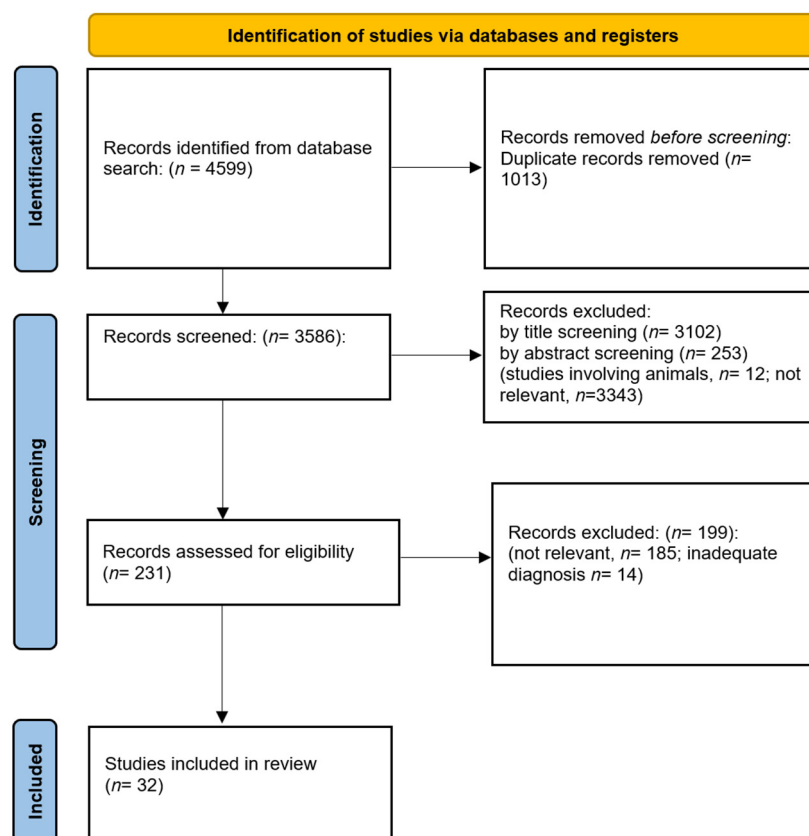 Identification of studies via databases and registers
Identification
Records identified from database
search: (n = 4599)
Records removed before screening:
Duplicate records removed (n=
1013)
Screening
Records screened: (n= 3586):
Records excluded:
by title screening (n= 3102)
by abstract screening (n= 253)
(studies involving animals, n= 12; not
relevant, n=3343)
Records assessed for eligibility
(n= 231)
Records excluded: (n= 199):
(not relevant, n= 185; inadequate
diagnosis n= 14)
Included
Studies included in review
(n= 32)